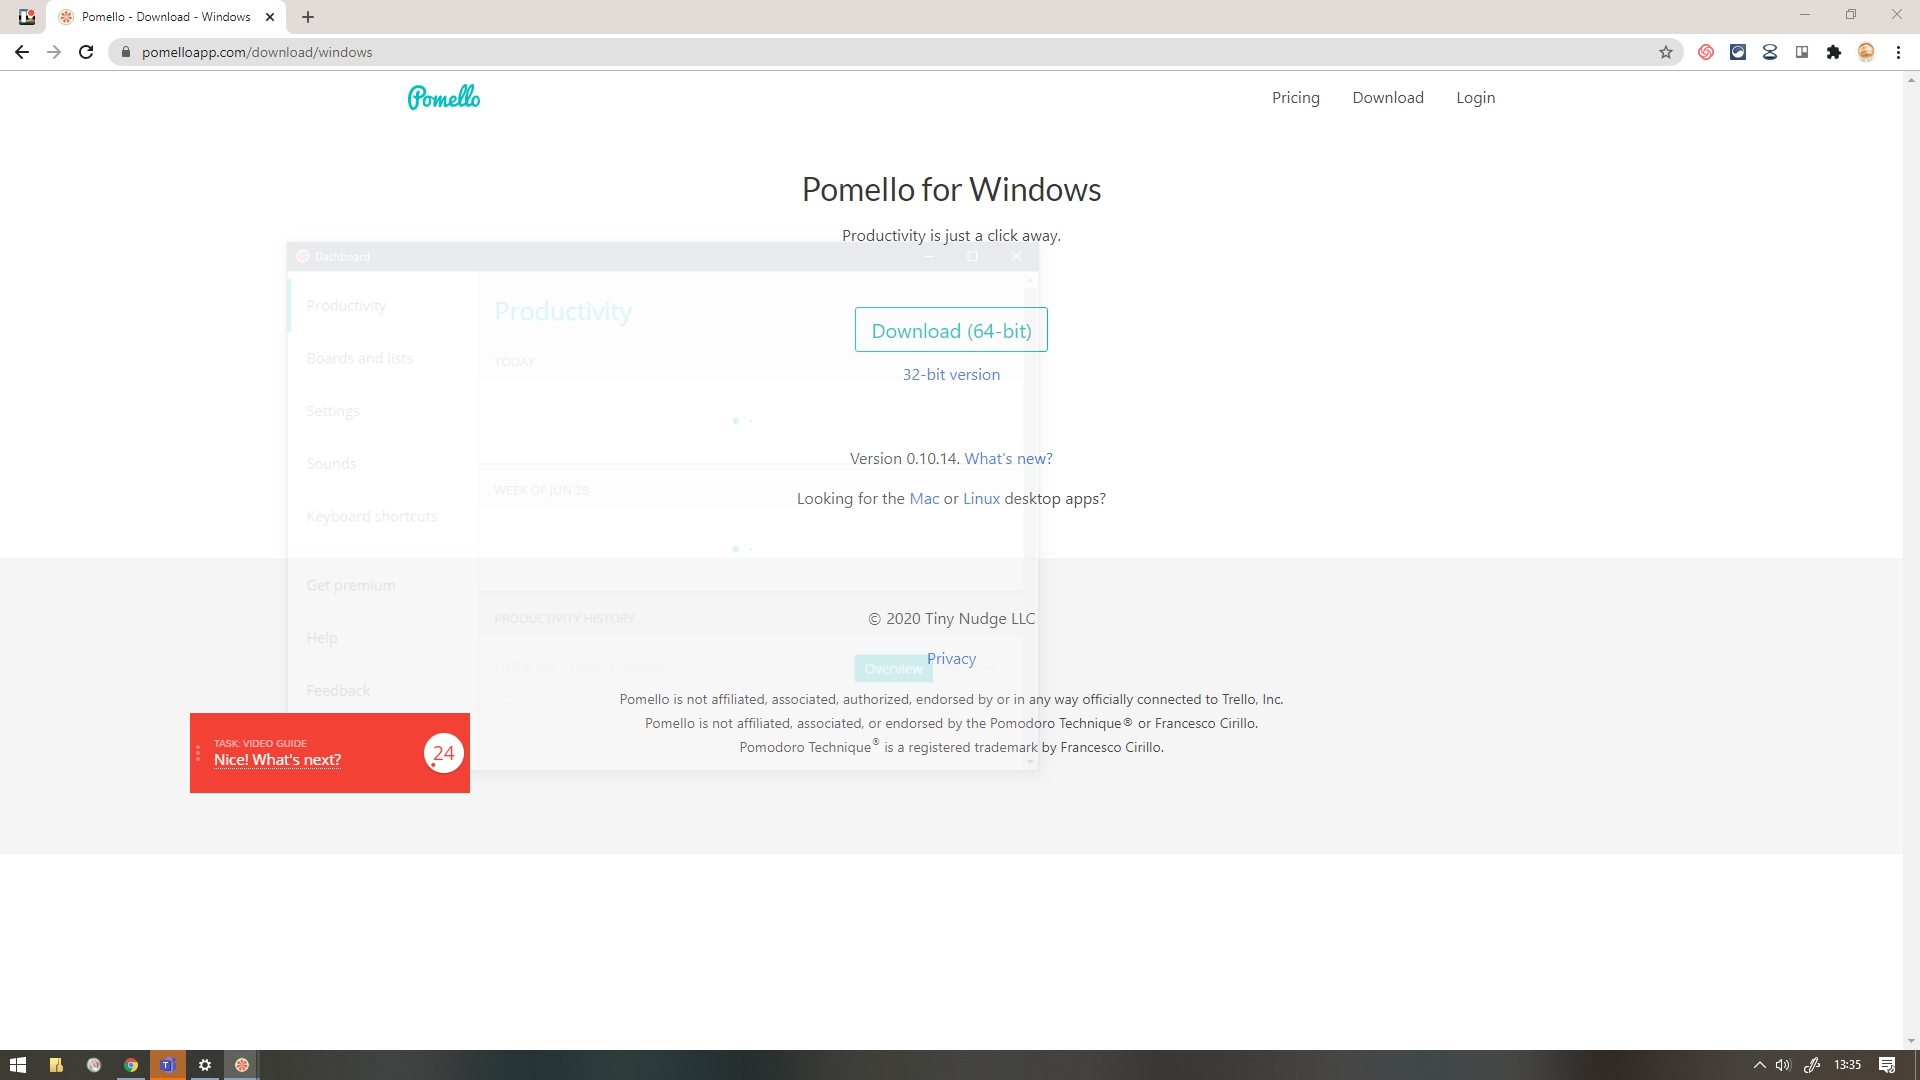 Pomello - Download - Windows
pomelloapp.com/download/windows
Pomello
Pricing
Download
Login
Pomello for Windows
Productivity is just a click away.
Dashboard
Productivity
Boards and lists
Settings
Sounds
Keyboard shortcuts
Get premium
Help
Feedback
Productivity
TODAY
WEEK OF JUN 28
PRODUCTIVITY HISTORY
June 28 - July 4, 2020
Overview
Download (64-bit)
32-bit version
Version 0.10.14. What's new?
Looking for the Mac or Linux desktop apps?
© 2020 Tiny Nudge LLC
Privacy
Pomello is not affiliated, associated, authorized, endorsed by or in any way officially connected to Trello, Inc.
Pomello is not affiliated, associated, or endorsed by the Pomodoro Technique® or Francesco Cirillo.
Pomodoro Technique® is a registered trademark by Francesco Cirillo.
TASK: VIDEO GUIDE
Nice! What's next?
24
13:35